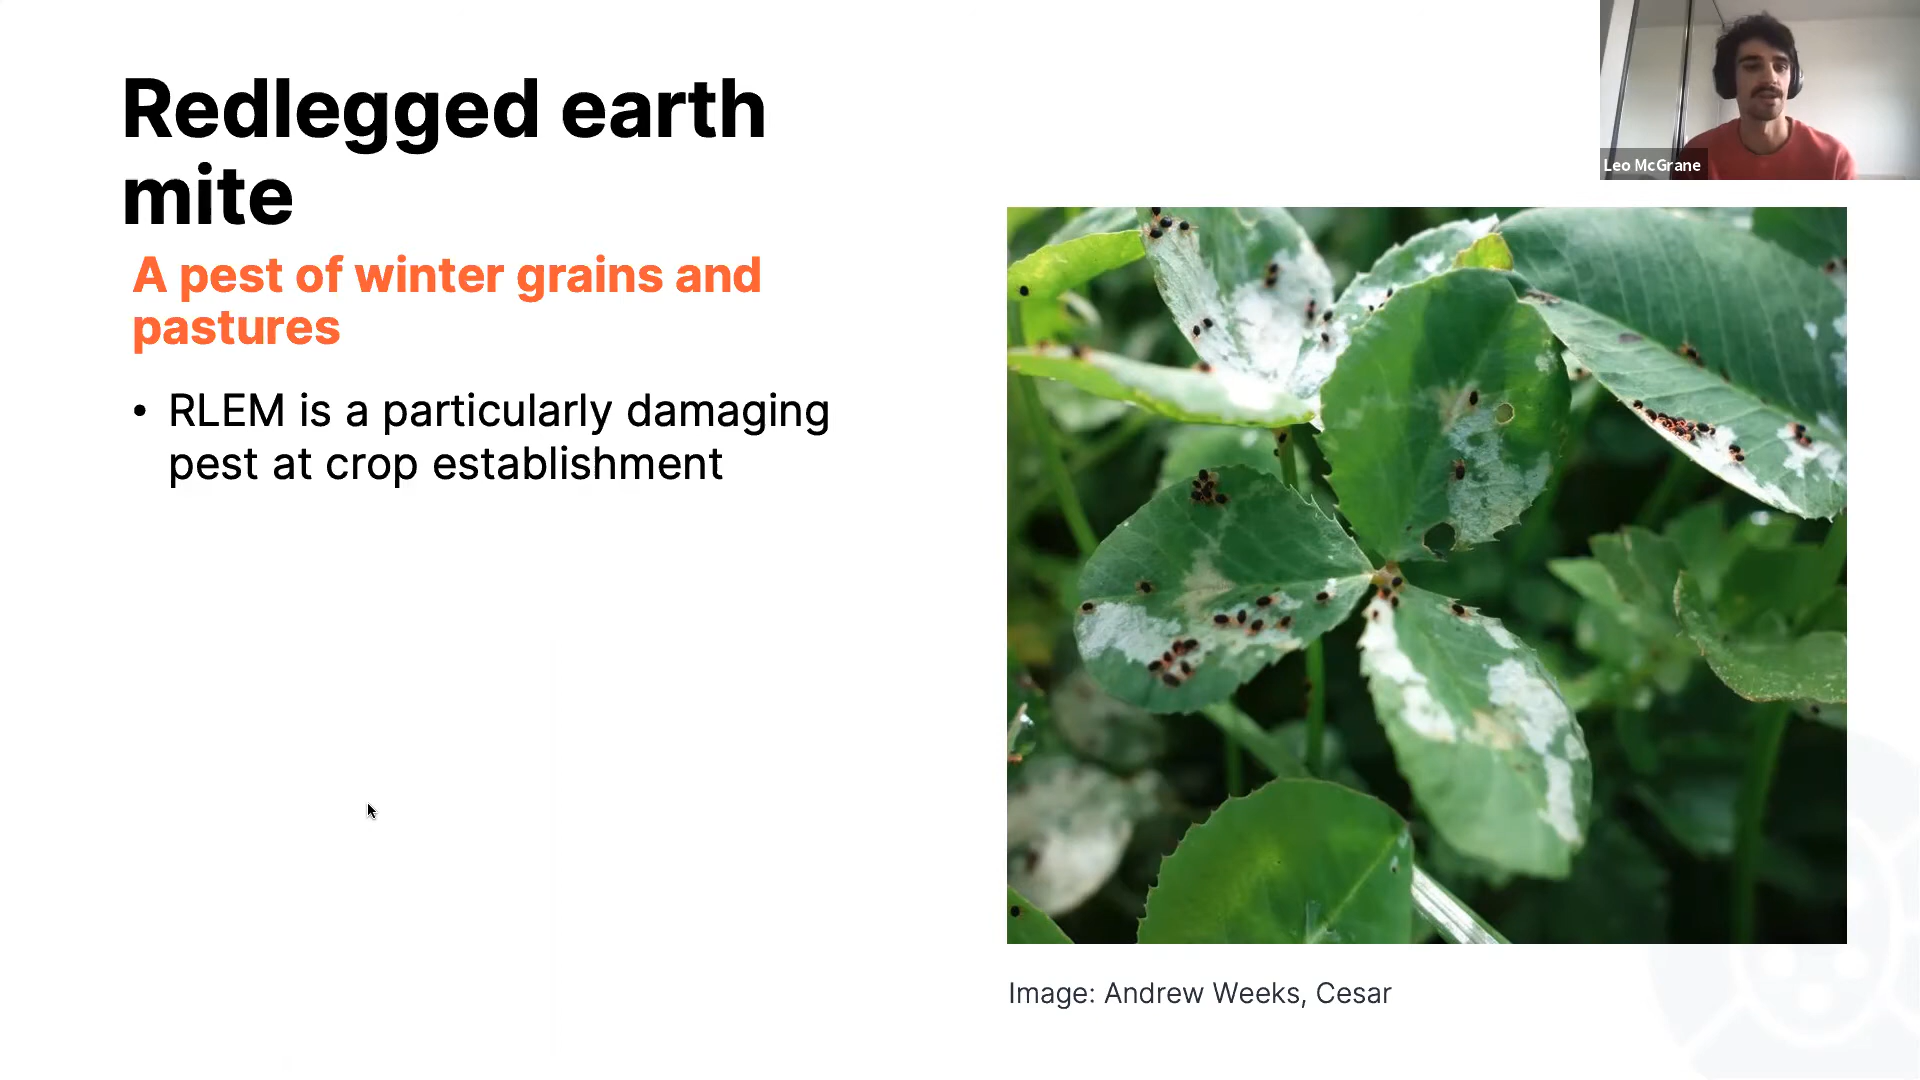 Redlegged earth
mite
A pest of winter grains and
pastures
• RLEM is a particularly damaging
pest at crop establishment
Leo McGrane
Image: Andrew Weeks, Cesar